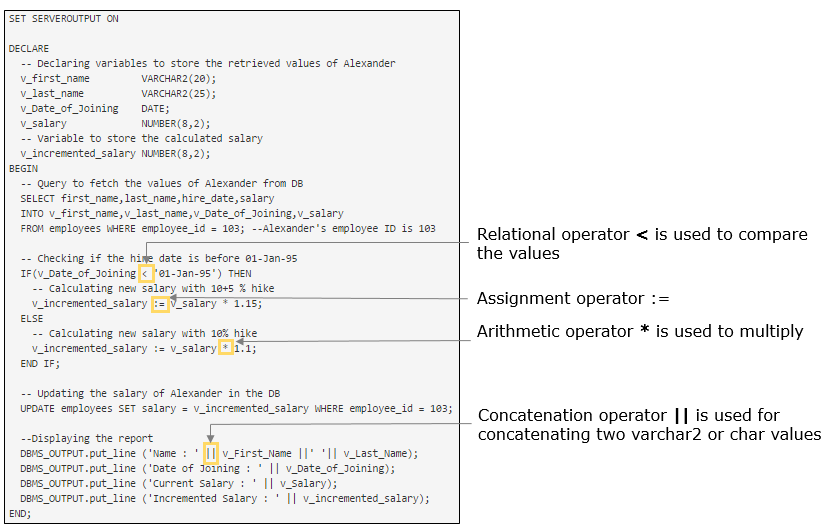 SET SERVEROUTPUT ON
DECLARE
-- Declaring variables to store the retrieved values of Alexander
v_first_name VARCHAR2(20);
v_last_name VARCHAR2(25);
v_Date_of_Joining DATE;
v_salary NUMBER(8,2);
-- Variable to store the calculated salary
v_incremented_salary NUMBER(8,2);
BEGIN
-- Query to fetch the values of Alexander from DB
SELECT first_name,last_name,hire_date,salary
INTO v_first_name,v_last_name,v_Date_of_Joining,v_salary
FROM employees WHERE employee_id = 103; --Alexander's employee ID is 103
-- Checking if the hire date is before 01-Jan-95
IF(v_Date_of_Joining < '01-Jan-95') THEN
-- Calculating new salary with 10+5 % hike
v_incremented_salary := v_salary * 1.15;
ELSE
-- Calculating new salary with 10% hike
v_incremented_salary := v_salary * 1.1;
END IF;
-- Updating the salary of Alexander in the DB
UPDATE employees SET salary = v_incremented_salary WHERE employee_id = 103;
--Displaying the report
DBMS_OUTPUT.put_line ('Name : ' || v_First_Name ||' '|| v_Last_Name);
DBMS_OUTPUT.put_line ('Date of Joining : ' || v_Date_of_Joining);
DBMS_OUTPUT.put_line ('Current Salary : ' || v_Salary);
DBMS_OUTPUT.put_line ('Incremented Salary : ' || v_incremented_salary);
END;
Relational operator < is used to compare
the values
Assignment operator :=
Arithmetic operator * is used to multiply
Concatenation operator || is used for
concatenating two varchar2 or char values